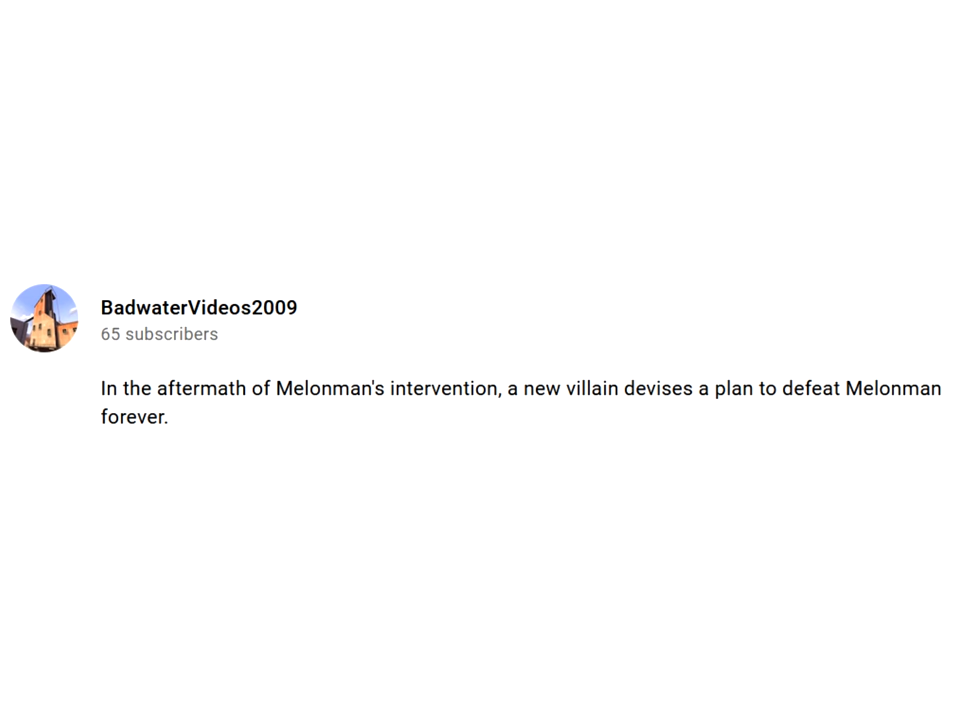 BadwaterVideos2009
65 subscribers
In the aftermath of Melonman's intervention, a new villain devises a plan to defeat Melonman
forever.